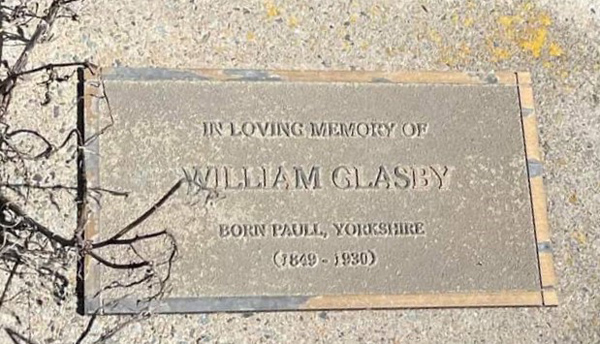 IN LOVING MEMORY OF
WILLIAM GLASBY
BORN PAULL, YORKSHIRE
(1849 - 1930)